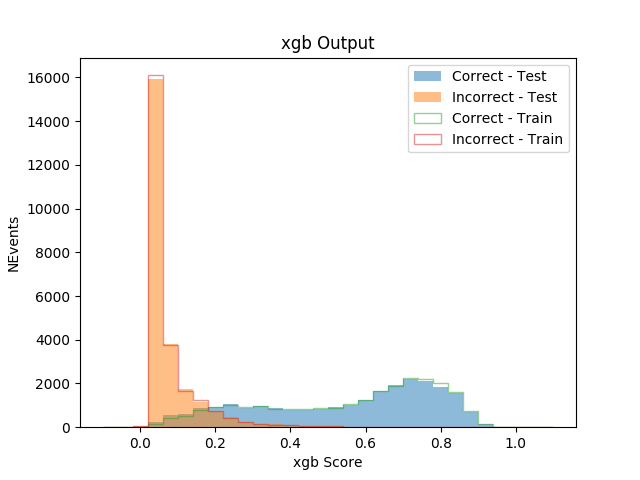 xgb Output
Correct - Test
Incorrect - Test
Correct - Train
Incorrect - Train
16000
14000
12000
10000
8000
6000
4000
2000
0
NEvents
0.0 0.2 0.4 0.6 0.8 1.0
xgb Score